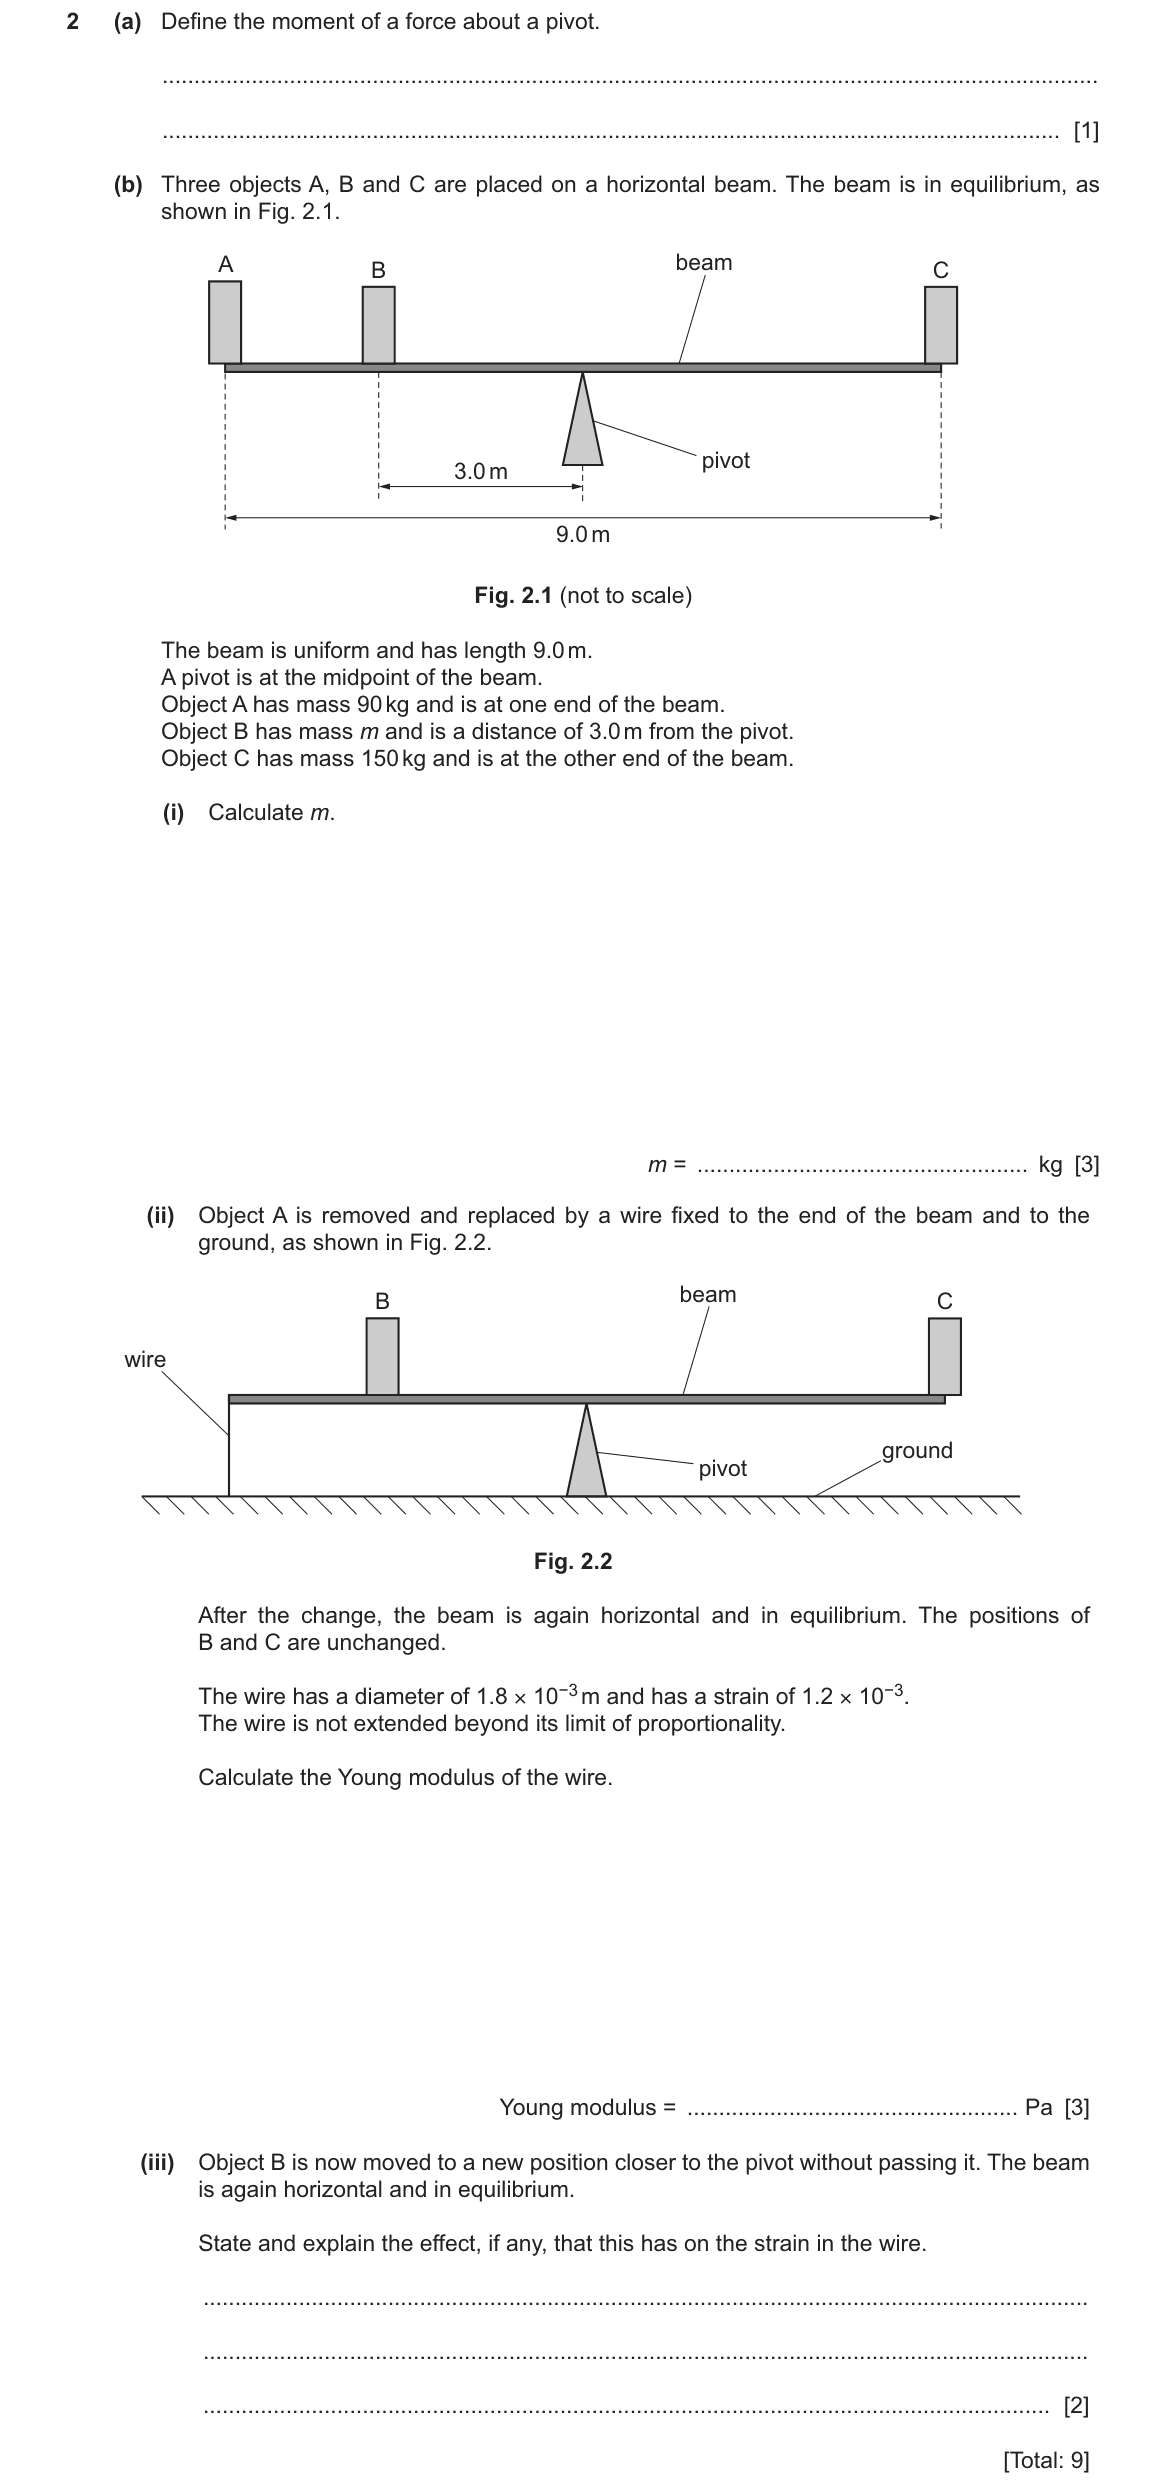 2 (a) Define the moment of a force about a pivot.
..........................................................................................................................................................
.................................................................................................................................................... [1]
(b) Three objects A, B and C are placed on a horizontal beam. The beam is in equilibrium, as
shown in Fig. 2.1.
A
B
beam
C
pivot
3.0 m
9.0 m
Fig. 2.1 (not to scale)
The beam is uniform and has length 9.0 m.
A pivot is at the midpoint of the beam.
Object A has mass 90 kg and is at one end of the beam.
Object B has mass m and is a distance of 3.0 m from the pivot.
Object C has mass 150 kg and is at the other end of the beam.
(i) Calculate m.
m = .................................................... kg [3]
(ii) Object A is removed and replaced by a wire fixed to the end of the beam and to the
ground, as shown in Fig. 2.2.
B
beam
C
wire
pivot
ground
Fig. 2.2
After the change, the beam is again horizontal and in equilibrium. The positions of
B and C are unchanged.
The wire has a diameter of 1.8 × 10⁻³ m and has a strain of 1.2 × 10⁻³.
The wire is not extended beyond its limit of proportionality.
Calculate the Young modulus of the wire.
Young modulus = .................................................... Pa [3]
(iii) Object B is now moved to a new position closer to the pivot without passing it. The beam
is again horizontal and in equilibrium.
State and explain the effect, if any, that this has on the strain in the wire.
..................................................................................................................................................
..................................................................................................................................................
........................................................................................................................................... [2]
[Total: 9]